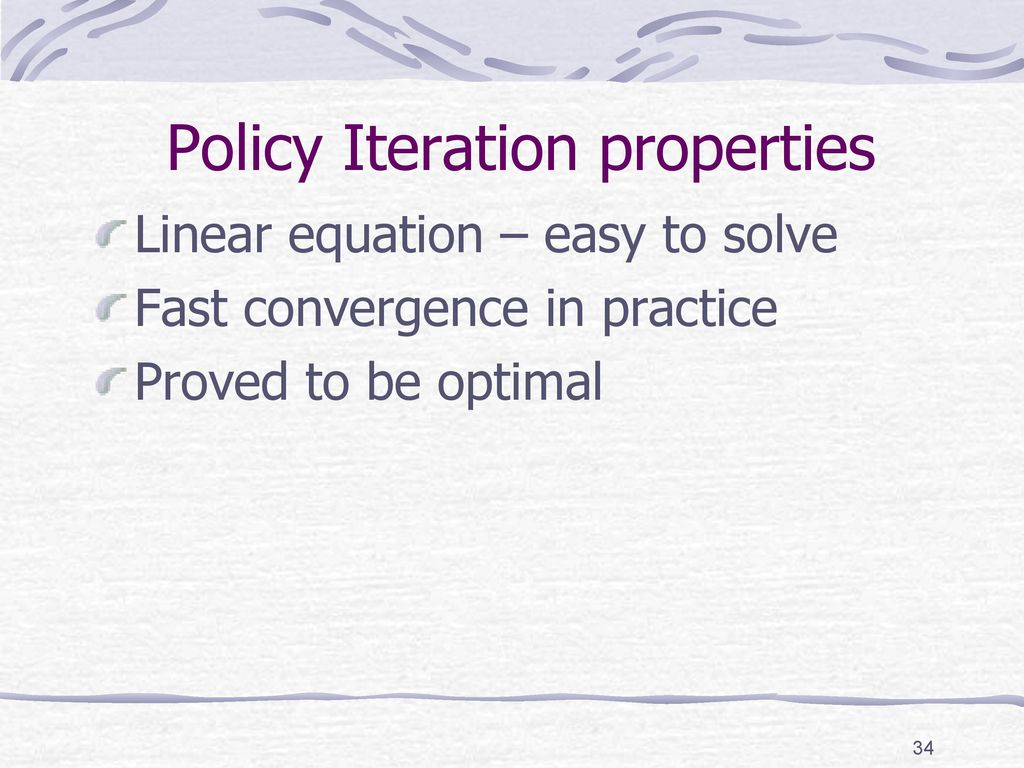 Policy Iteration properties
Linear equation – easy to solve
Fast convergence in practice
Proved to be optimal
34